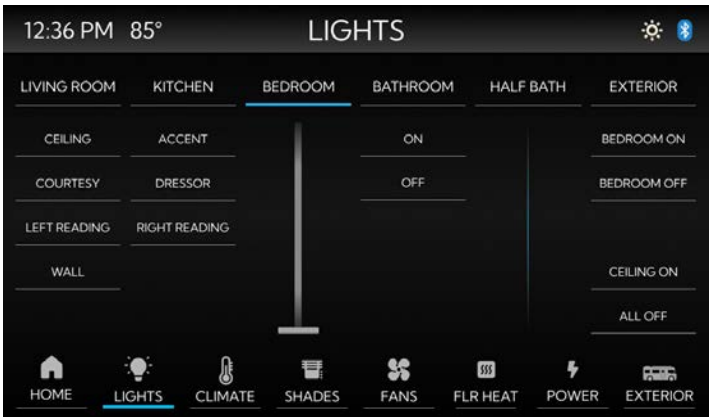 12:36 PM 85° LIGHTS
LIVING ROOM KITCHEN BEDROOM BATHROOM HALF BATH EXTERIOR
CEILING ACCENT ON BEDROOM ON
COURTESY DRESSOR OFF BEDROOM OFF
LEFT READING RIGHT READING
WALL CEILING ON
ALL OFF
HOME LIGHTS CLIMATE SHADES FANS FLR HEAT POWER EXTERIOR